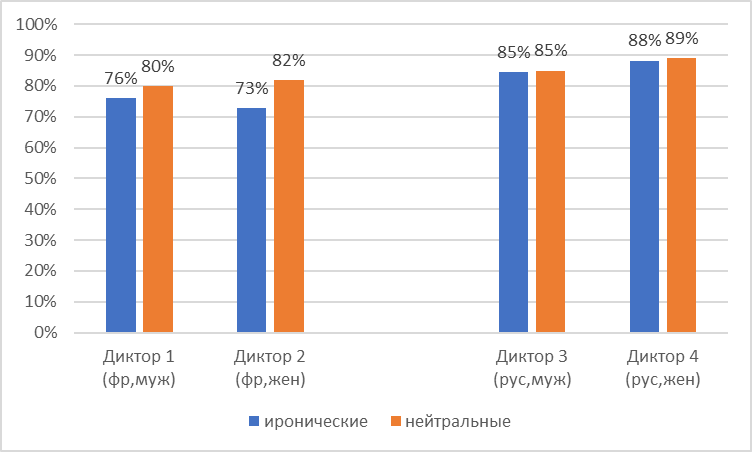 100%
90%
80%
70%
60%
50%
40%
30%
20%
10%
0%
76% 80%
73% 82%
85% 85%
88% 89%
Диктор 1
(фр,муж)
Диктор 2
(фр,жен)
Диктор 3
(рус,муж)
Диктор 4
(рус,жен)
иронические нейтральные